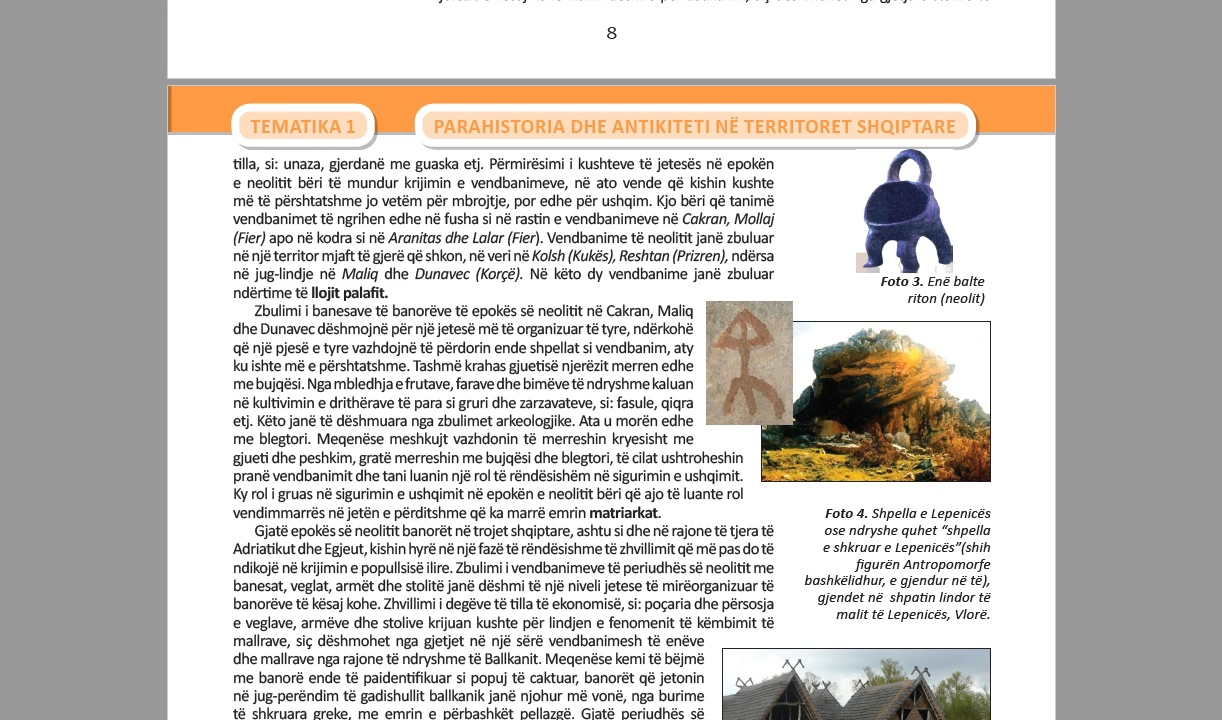 8
TEMATIKA 1
PARAHISTORIA DHE ANTIKITETI NË TERRITORET SHQIPTARE
tilla, si: unaza, gjerdanë me guaska etj. Përmirësimi i kushteve të jetesës në epokën
e neolitit bëri të mundur krijimin e vendbanimeve, në ato vende që kishin kushte
më të përshtatshme jo vetëm për mbrojtje, por edhe për ushqim. Kjo bëri që tanimë
vendbanimet të ngrihen edhe në fusha si në rastin e vendbanimeve në Cakran, Mollaj
(Fier) apo në kodra si në Aranitas dhe Lalar (Fier). Vendbanime të neolitit janë zbuluar
në një territor mjaft të gjerë që shkon, në veri në Kolsh (Kukës), Reshtan (Prizren), ndërsa
në jug-lindje në Maliq dhe Dunavec (Korçë). Në këto dy vendbanime janë zbuluar
ndërtime të llojit palafit.
Zbulimi i banesave të banorëve të epokës së neolitit në Cakran, Maliq
dhe Dunavec dëshmojnë për një jetesë më të organizuar të tyre, ndërkohë
që një pjesë e tyre vazhdojnë të përdorin ende shpellat si vendbanim, aty
ku ishte më e përshtatshme. Tashmë krahas gjuetisë njerëzit merren edhe
me bujqësi. Nga mbledhja e frutave, farave dhe bimëve të ndryshme kaluan
në kultivimin e drithërave të para si gruri dhe zarzavateve, si: fasule, qiqra
etj. Këto janë të dëshmuara nga zbulimet arkeologjike. Ata u morën edhe
me blegtori. Meqenëse meshkujt vazhdonin të merreshin kryesisht me
gjueti dhe peshkim, gratë merreshin me bujqësi dhe blegtori, të cilat ushtroheshin
pranë vendbanimit dhe tani luanin një rol të rëndësishëm në sigurimin e ushqimit.
Ky rol i gruas në sigurimin e ushqimit në epokën e neolitit bëri që ajo të luante rol
vendimmarrës në jetën e përditshme që ka marrë emrin matriarkat.
Gjatë epokës së neolitit banorët në trojet shqiptare, ashtu si dhe në rajone të tjera të
Adriatikut dhe Egjeut, kishin hyrë në një fazë të rëndësishme të zhvillimit që më pas do të
ndikojë në krijimin e popullsisë ilire. Zbulimi i vendbanimeve të periudhës së neolitit me
banesat, veglat, armët dhe stolitë janë dëshmi të një niveli jetese të mirëorganizuar të
banorëve të kësaj kohe. Zhvillimi i degëve të tilla të ekonomisë, si: poçaria dhe përsosja
e veglave, armëve dhe stolive krijuan kushte për lindjen e fenomenit të këmbimit të
mallrave, siç dëshmohet nga gjetjet në një sërë vendbanimesh të enëve
dhe mallrave nga rajone të ndryshme të Ballkanit. Meqenëse kemi të bëjmë
me banorë ende të paidentifikuar si popuj të caktuar, banorët që jetonin
në jug-perëndim të gadishullit ballkanik janë njohur më vonë, nga burime
të shkruara greke, me emrin e përbashkët pellazgë. Gjatë periudhës së
Foto 3. Enë balte
riton (neolit)
Foto 4. Shpella e Lepenicës
ose ndryshe quhet “shpella
e shkruar e Lepenicës”(shih
figurën Antropomorfe
bashkëlidhur, e gjendur në të),
gjendet në shpatin lindor të
malit të Lepenicës, Vlorë.